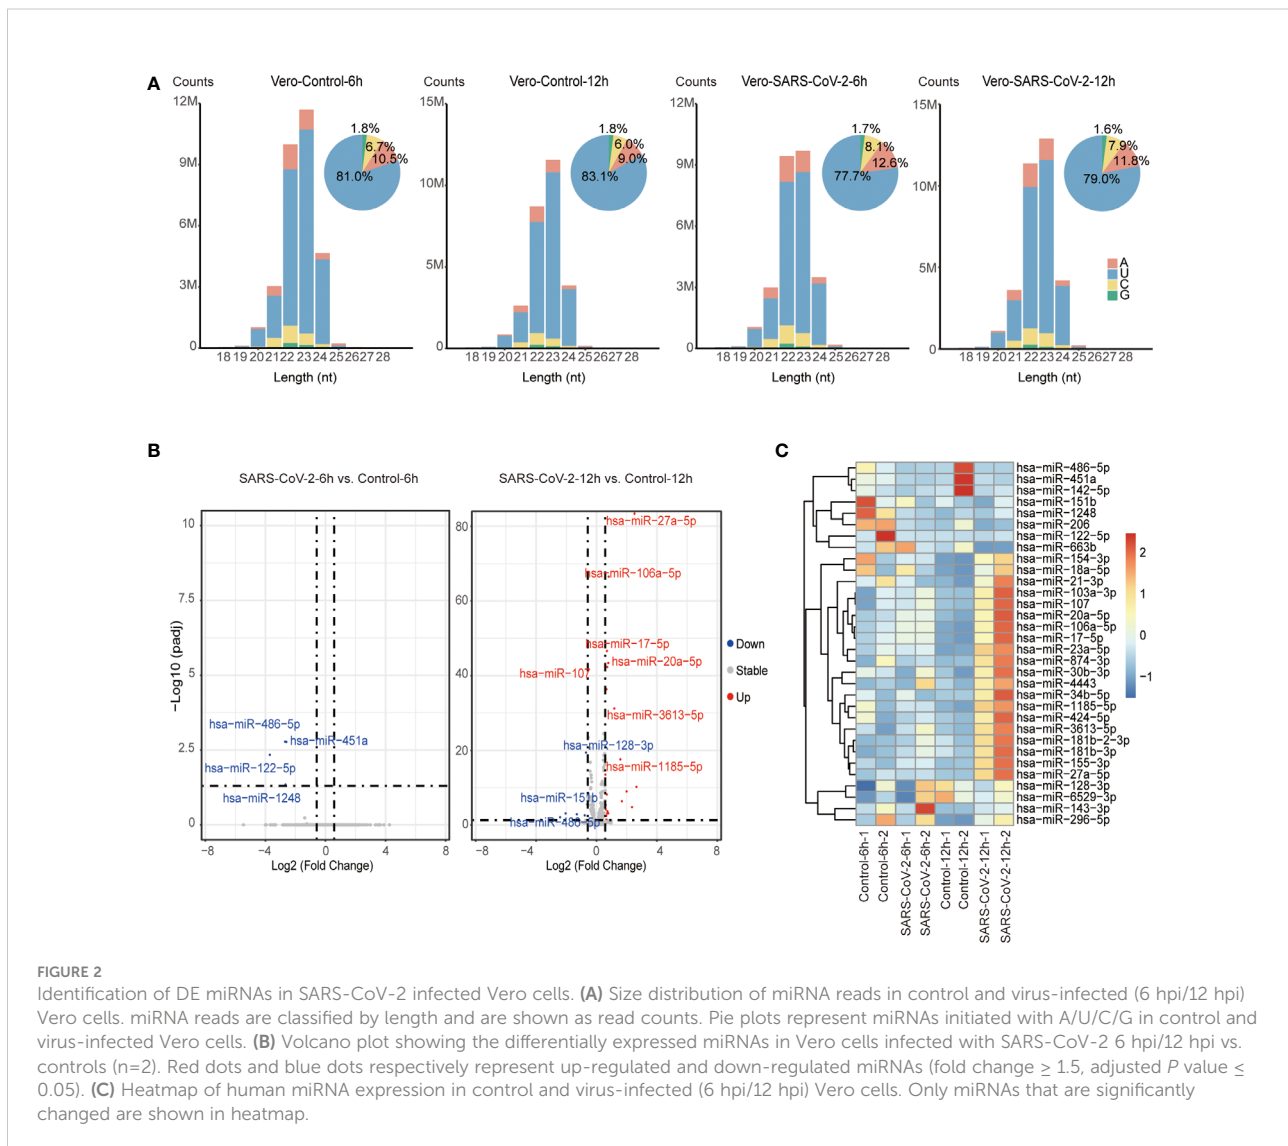 A
Counts
Vero-Control-6h
Counts
Vero-Control-12h
Counts
Vero-SARS-CoV-2-6h
Counts
Vero-SARS-CoV-2-12h
12M
9M
6M
3M
0
1.8%
6.7%
10.5%
81.0%
18 19 20 21 22 23 24 25 26 27 28
Length (nt)
15M
10M
5M
0
1.8%
6.0%
9.0%
83.1%
18 19 20 21 22 23 24 25 26 27 28
Length (nt)
12M
9M
6M
3M
0
1.7%
8.1%
12.6%
77.7%
18 19 20 21 22 23 24 25 26 27 28
Length (nt)
15M
10M
5M
0
1.6%
7.9%
11.8%
79.0%
A
U
C
G
18 19 20 21 22 23 24 25 26 27 28
Length (nt)
B
SARS-CoV-2-6h vs. Control-6h
−Log10 (padj)
10
7.5
5
2.5
0
hsa−miR−486−5p
hsa−miR−451a
hsa−miR−122−5p
hsa−miR−1248
−8 −4 0 4 8
Log2 (Fold Change)
SARS-CoV-2-12h vs. Control-12h
80
60
40
20
0
hsa−miR−27a−5p
hsa−miR−106a−5p
hsa−miR−17−5p
hsa−miR−20a−5p
hsa−miR−107
hsa−miR−3613−5p
hsa−miR−128−3p
hsa−miR−1185−5p
hsa−miR−151b
hsa−miR−486−5p
−8 −4 0 4 8
Log2 (Fold Change)
Down
Stable
Up
C
hsa−miR−486−5p
hsa−miR−451a
hsa−miR−142−5p
hsa−miR−151b
hsa−miR−1248
hsa−miR−206
hsa−miR−122−5p
hsa−miR−663b
hsa−miR−154−3p
hsa−miR−18a−5p
hsa−miR−21−3p
hsa−miR−103a−3p
hsa−miR−107
hsa−miR−20a−5p
hsa−miR−106a−5p
hsa−miR−17−5p
hsa−miR−23a−5p
hsa−miR−874−3p
hsa−miR−30b−3p
hsa−miR−4443
hsa−miR−34b−5p
hsa−miR−1185−5p
hsa−miR−424−5p
hsa−miR−3613−5p
hsa−miR−181b−2−3p
hsa−miR−181b−3p
hsa−miR−155−3p
hsa−miR−27a−5p
hsa−miR−128−3p
hsa−miR−6529−3p
hsa−miR−143−3p
hsa−miR−296−5p
2
1
0
−1
Control-6h-1
Control-6h-2
SARS-CoV-2-6h-1
SARS-CoV-2-6h-2
Control-12h-1
Control-12h-2
SARS-CoV-2-12h-1
SARS-CoV-2-12h-2
FIGURE 2
Identification of DE miRNAs in SARS-CoV-2 infected Vero cells. (A) Size distribution of miRNA reads in control and virus-infected (6 hpi/12 hpi)
Vero cells. miRNA reads are classified by length and are shown as read counts. Pie plots represent miRNAs initiated with A/U/C/G in control and
virus-infected Vero cells. (B) Volcano plot showing the differentially expressed miRNAs in Vero cells infected with SARS-CoV-2 6 hpi/12 hpi vs.
controls (n=2). Red dots and blue dots respectively represent up-regulated and down-regulated miRNAs (fold change ≥ 1.5, adjusted P value ≤
0.05). (C) Heatmap of human miRNA expression in control and virus-infected (6 hpi/12 hpi) Vero cells. Only miRNAs that are significantly
changed are shown in heatmap.